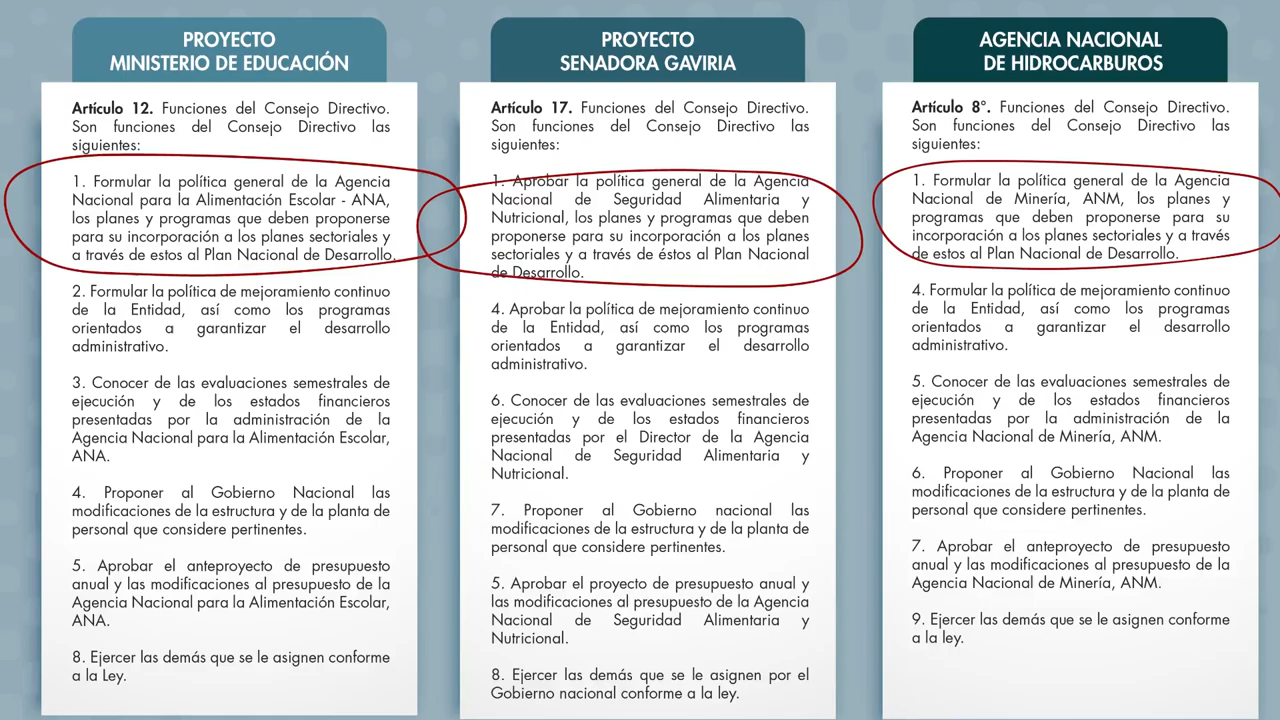 PROYECTO
MINISTERIO DE EDUCACIÓN
Artículo 12. Funciones del Consejo Directivo.
Son funciones del Consejo Directivo las
siguientes:
1. Formular la política general de la Agencia
Nacional para la Alimentación Escolar - ANA,
los planes y programas que deben proponerse
para su incorporación a los planes sectoriales y
a través de estos al Plan Nacional de Desarrollo.
2. Formular la política de mejoramiento continuo
de la Entidad, así como los programas
orientados a garantizar el desarrollo
administrativo.
3. Conocer de las evaluaciones semestrales de
ejecución y de los estados financieros
presentadas por la administración de la
Agencia Nacional para la Alimentación Escolar,
ANA.
4. Proponer al Gobierno Nacional las
modificaciones de la estructura y de la planta de
personal que considere pertinentes.
5. Aprobar el anteproyecto de presupuesto
anual y las modificaciones al presupuesto de la
Agencia Nacional para la Alimentación Escolar,
ANA.
8. Ejercer las demás que se le asignen conforme
a la Ley.
PROYECTO
SENADORA GAVIRIA
Artículo 17. Funciones del Consejo Directivo.
Son funciones del Consejo Directivo las
siguientes:
1. Aprobar la política general de la Agencia
Nacional de Seguridad Alimentaria y
Nutricional, los planes y programas que deben
proponerse para su incorporación a los planes
sectoriales y a través de éstos al Plan Nacional
de Desarrollo.
4. Aprobar la política de mejoramiento continuo
de la Entidad, así como los programas
orientados a garantizar el desarrollo
administrativo.
6. Conocer de las evaluaciones semestrales de
ejecución y de los estados financieros
presentadas por el Director de la Agencia
Nacional de Seguridad Alimentaria y
Nutricional.
7. Proponer al Gobierno nacional las
modificaciones de la estructura y de la planta de
personal que considere pertinentes.
5. Aprobar el proyecto de presupuesto anual y
las modificaciones al presupuesto de la Agencia
Nacional de Seguridad Alimentaria y
Nutricional.
8. Ejercer las demás que se le asignen por el
Gobierno nacional conforme a la ley.
AGENCIA NACIONAL
DE HIDROCARBUROS
Artículo 8°. Funciones del Consejo Directivo.
Son funciones del Consejo Directivo las
siguientes:
1. Formular la política general de la Agencia
Nacional de Minería, ANM, los planes y
programas que deben proponerse para su
incorporación a los planes sectoriales y a través
de estos al Plan Nacional de Desarrollo.
4. Formular la política de mejoramiento continuo
de la Entidad, así como los programas
orientados a garantizar el desarrollo
administrativo.
5. Conocer de las evaluaciones semestrales de
ejecución y de los estados financieros
presentadas por la administración de la
Agencia Nacional de Minería, ANM.
6. Proponer al Gobierno Nacional las
modificaciones de la estructura y de la planta de
personal que considere pertinentes.
7. Aprobar el anteproyecto de presupuesto
anual y las modificaciones al presupuesto de la
Agencia Nacional de Minería, ANM.
9. Ejercer las demás que se le asignen conforme
a la ley.